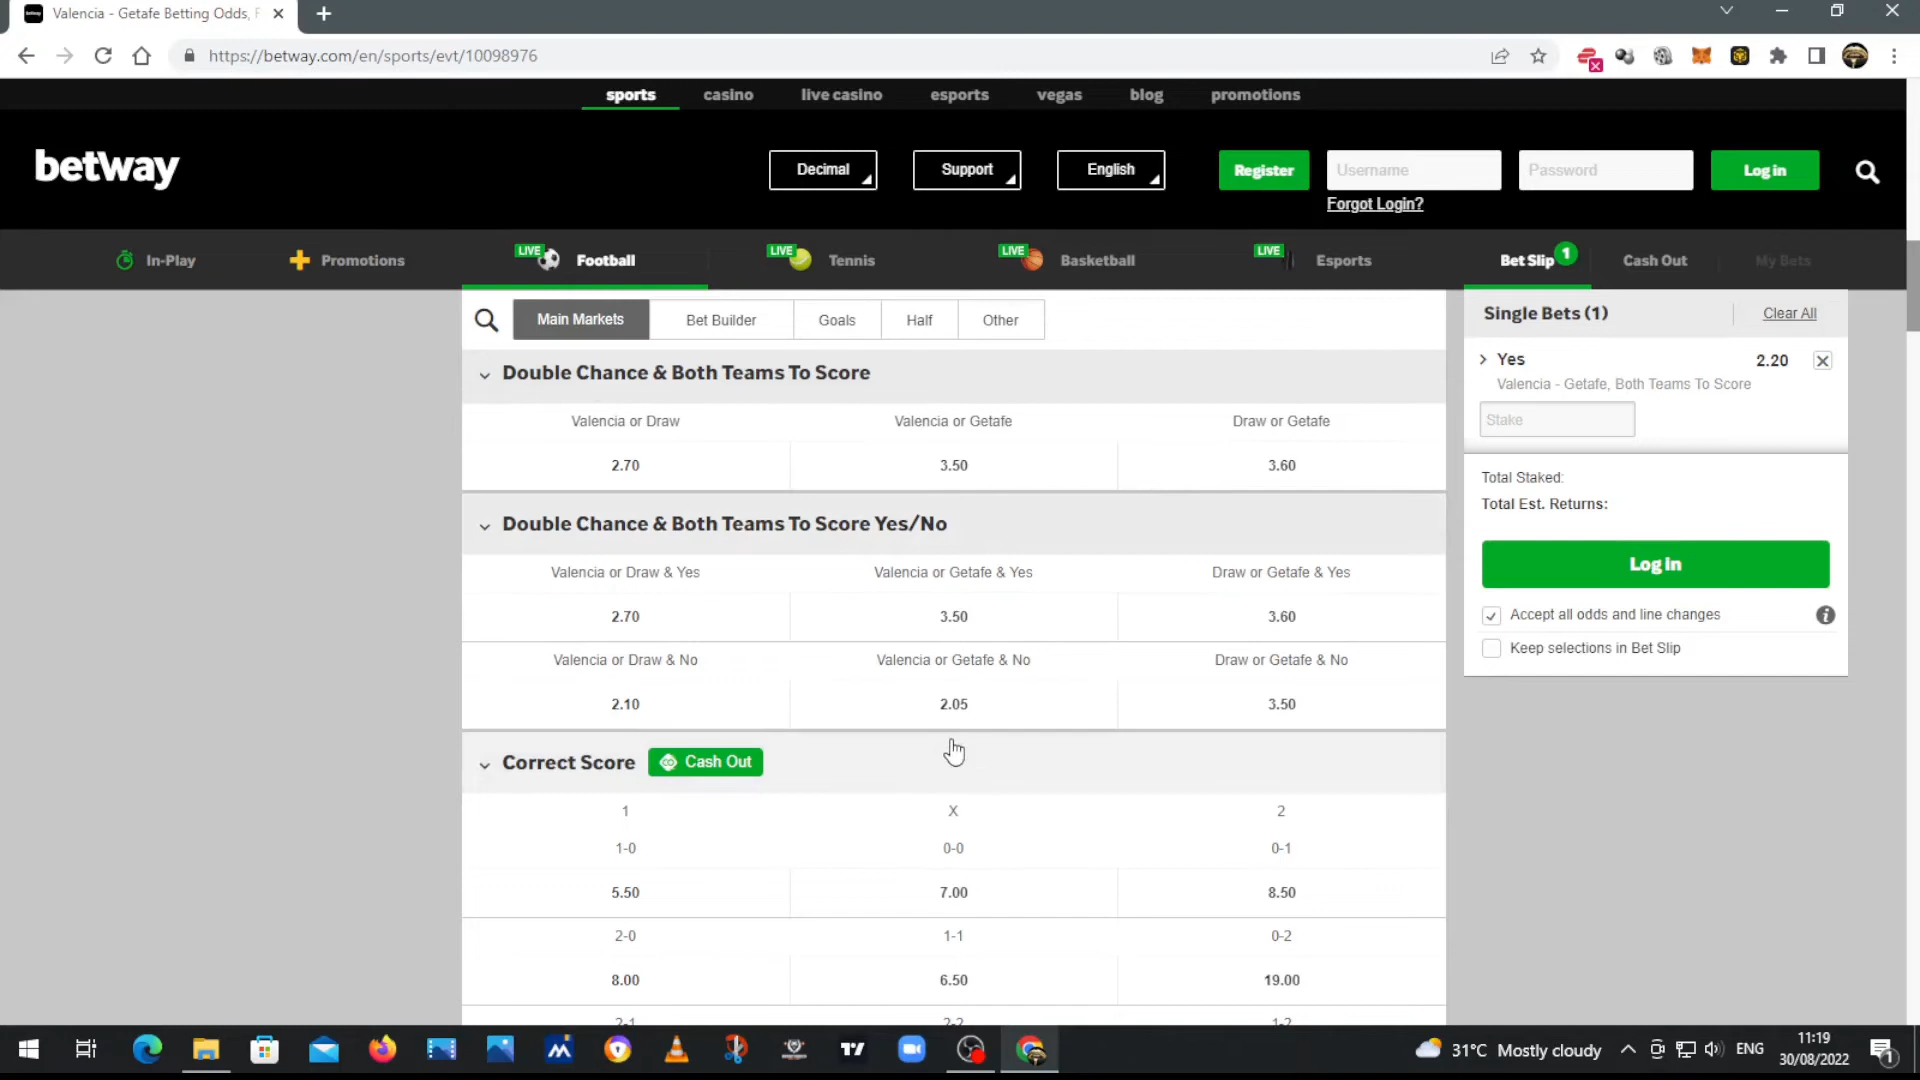 Valencia - Getafe Betting Odds, F
https://betway.com/en/sports/evt/10098976
sports casino live casino esports vegas blog promotions
betway
Decimal Support English Register Username Password Log in
Forgot Login?
In-Play Promotions LIVE Football LIVE Tennis LIVE Basketball LIVE Esports Bet Slip 1 Cash Out My Bets
Main Markets Bet Builder Goals Half Other
Double Chance & Both Teams To Score
Valencia or Draw Valencia or Getafe Draw or Getafe
2.70 3.50 3.60
Double Chance & Both Teams To Score Yes/No
Valencia or Draw & Yes Valencia or Getafe & Yes Draw or Getafe & Yes
2.70 3.50 3.60
Valencia or Draw & No Valencia or Getafe & No Draw or Getafe & No
2.10 2.05 3.50
Correct Score Cash Out
1 X 2
1-0 0-0 0-1
5.50 7.00 8.50
2-0 1-1 0-2
8.00 6.50 19.00
2-1 2-2 1-2
Single Bets (1) Clear All
Yes 2.20
Valencia - Getafe, Both Teams To Score
Stake
Total Staked:
Total Est. Returns:
Log in
Accept all odds and line changes
Keep selections in Bet Slip
31°C Mostly cloudy ENG 11:19
30/08/2022 1